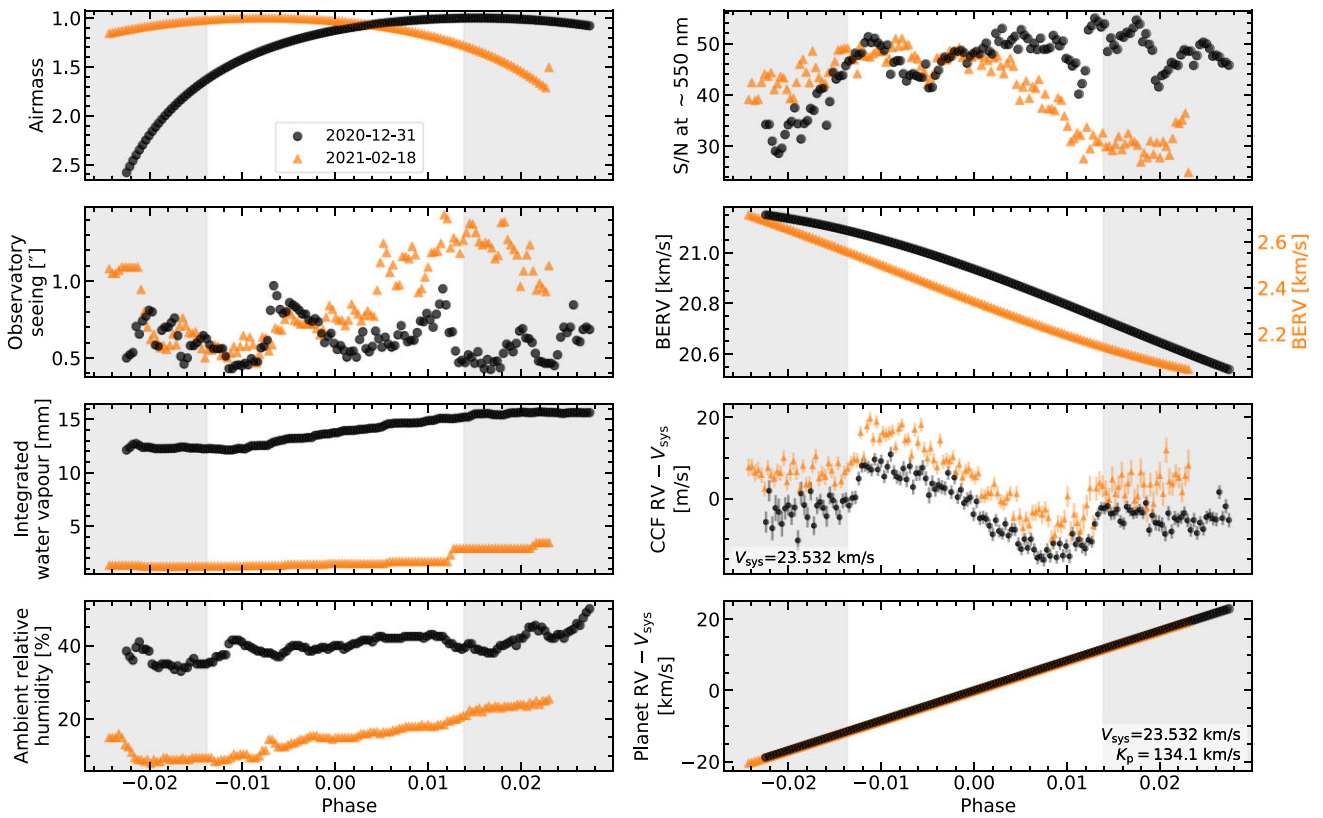 Airmass
1.0
1.5
2.0
2.5
2020-12-31
2021-02-18
S/N at ~ 550 nm
50
40
30
Observatory
seeing [″]
1.0
0.5
BERV [km/s]
21.0
20.8
20.6
2.6
2.4
2.2
BERV [km/s]
Integrated
water vapour [mm]
15
10
5
CCF RV − Vsys
[m/s]
20
0
Vsys=23.532 km/s
Ambient relative
humidity [%]
40
20
−0.02 −0.01 0.00 0.01 0.02
Phase
Planet RV − Vsys
[km/s]
20
0
−20
Vsys=23.532 km/s
Kp = 134.1 km/s
−0.02 −0.01 0.00 0.01 0.02
Phase